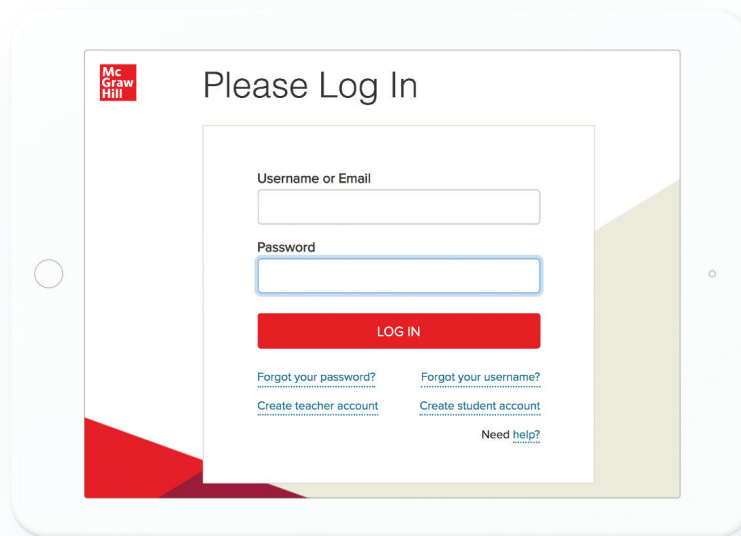 Mc
Graw
Hill
Please Log In
Username or Email
Password
LOG IN
Forgot your password? Forgot your username?
Create teacher account Create student account
Need help?